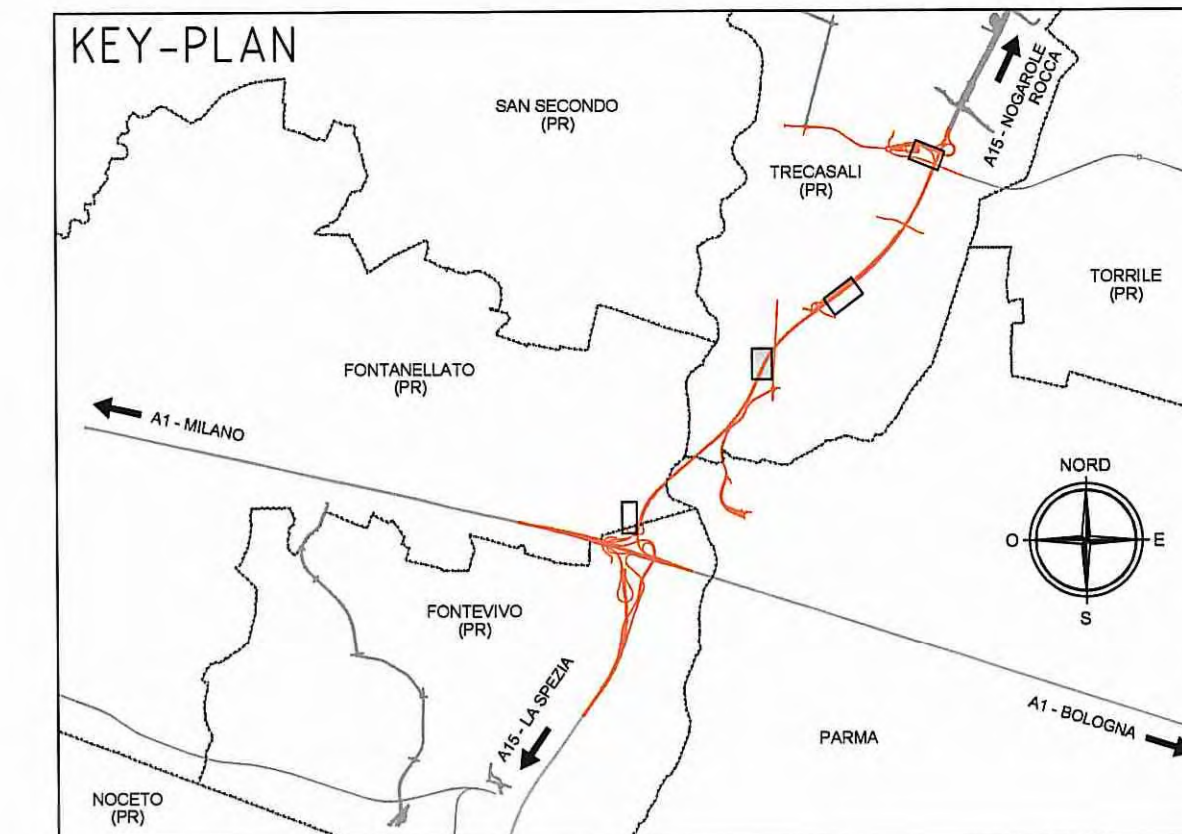 KEY-PLAN
SAN SECONDO
(PR)
A15 - NOGAROLE
ROCCA
TRECASALI
(PR)
TORRILE
(PR)
FONTANELLATO
(PR)
A1 - MILANO
NORD
O
E
S
FONTEVIVO
(PR)
A15 - LA SPEZIA
A1 - BOLOGNA
PARMA
NOCETO
(PR)